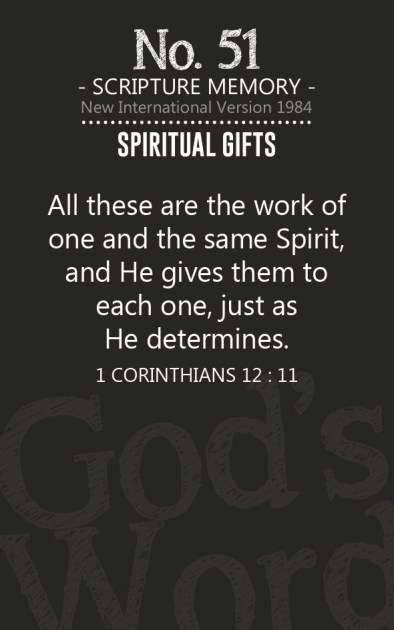 No. 51
- SCRIPTURE MEMORY -
New International Version 1984
SPIRITUAL GIFTS
All these are the work of
one and the same Spirit,
and He gives them to
each one, just as
He determines.
1 CORINTHIANS 12 : 11
God's
Word